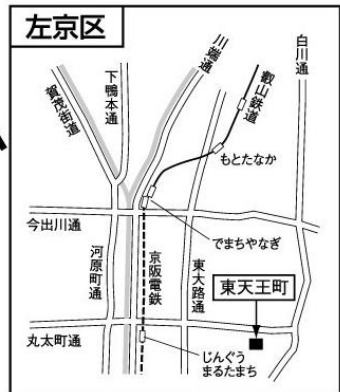 左京区
川端通
白川通
下鴨本通
賀茂街道
叡山鉄道
もとたなか
今出川通
でまちやなぎ
河原町通
京阪電鉄
東大路通
東天王町
丸太町通
じんぐう
まるたまち